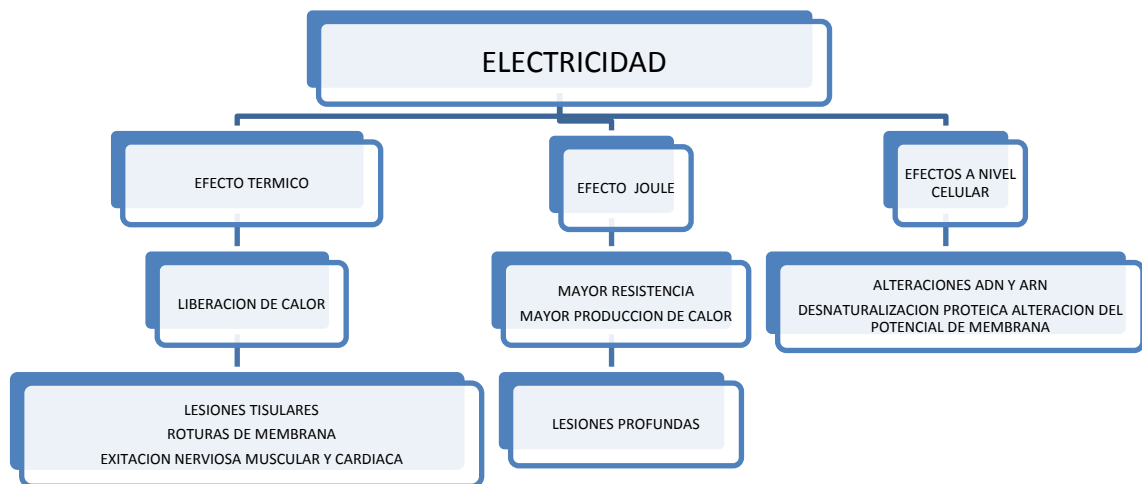 ELECTRICIDAD
EFECTO TERMICO
EFECTO JOULE
EFECTOS A NIVEL
CELULAR
LIBERACION DE CALOR
MAYOR RESISTENCIA
MAYOR PRODUCCION DE CALOR
ALTERACIONES ADN Y ARN
DESNATURALIZACION PROTEICA ALTERACION DEL
POTENCIAL DE MEMBRANA
LESIONES TISULARES
ROTURAS DE MEMBRANA
EXITACION NERVIOSA MUSCULAR Y CARDIACA
LESIONES PROFUNDAS